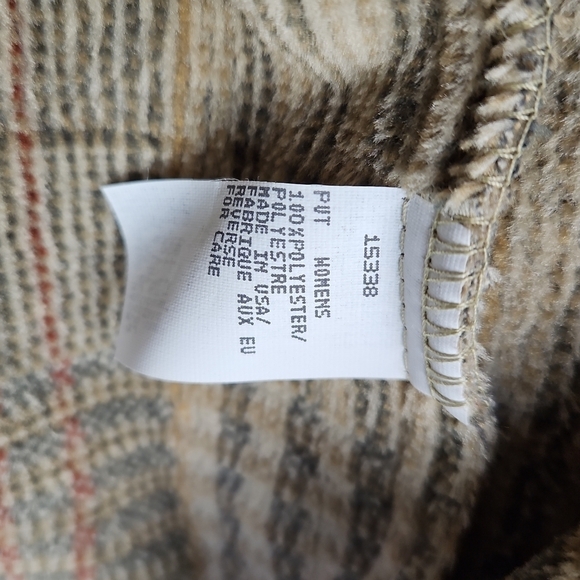 15338
PUT WOMENS
100%POLYESTER/
POLYESTRE
MADE IN USA/
FABRIQUE AUX EU
REVERSE
FOR CARE